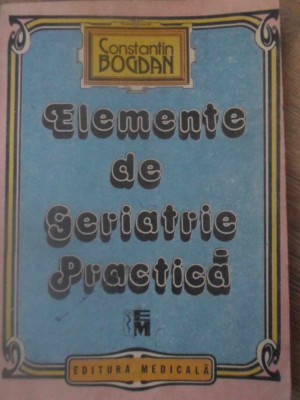 Constantin
BOGDAN
Elemente
de
Geriatrie
Practică
EM
EDITURA MEDICALĂ